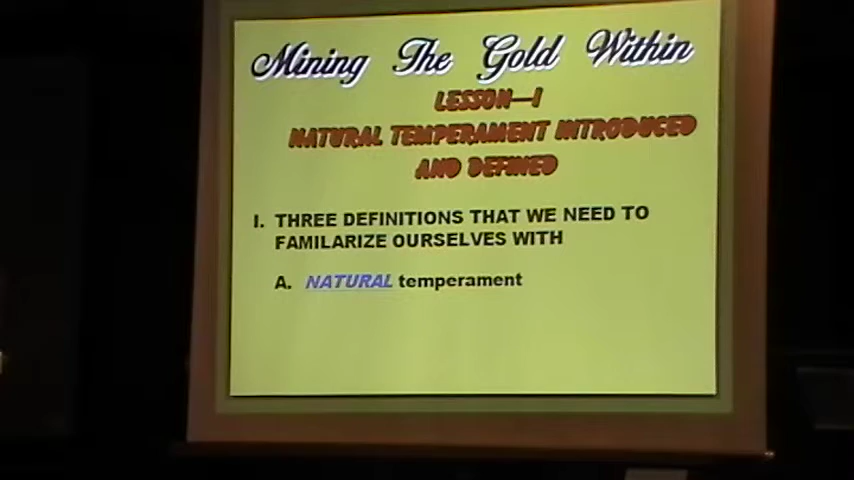 Mining The Gold Within
LESSON—1
NATURAL TEMPERAMENT INTRODUCED
AND DEFINED
I. THREE DEFINITIONS THAT WE NEED TO
FAMILARIZE OURSELVES WITH
A. NATURAL temperament